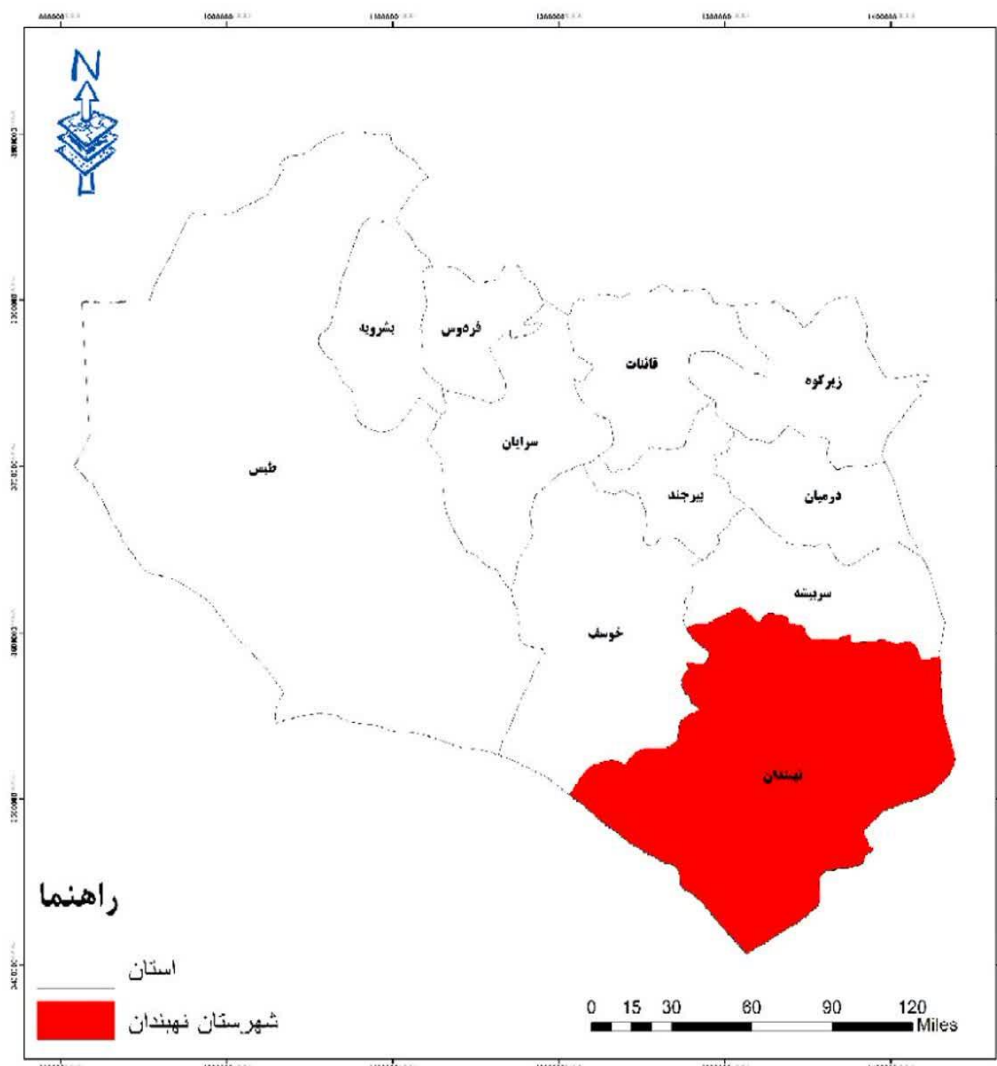 N
بشرویه
فردوس
قائنات
زیرکوه
سرایان
طبس
بیرجند
درمیان
سربیشه
خوسف
نهبندان
راهنما
استان
شهرستان نهبندان
0 15 30 60 90 120
Miles